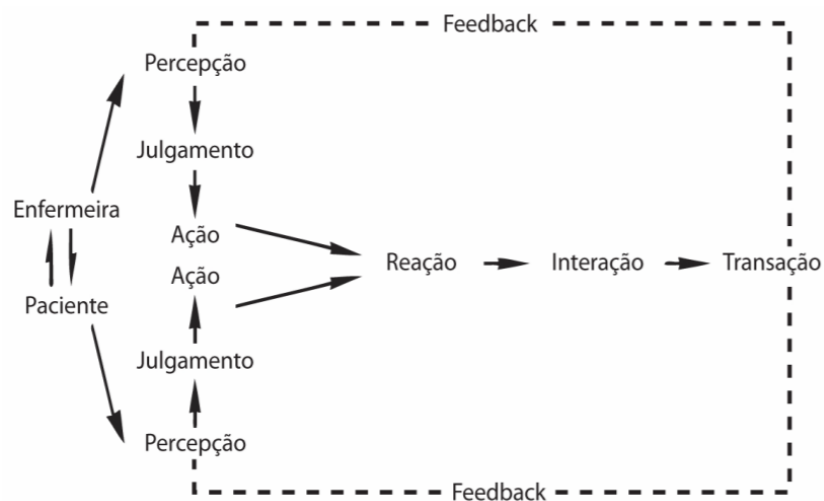 Feedback
Percepção
Julgamento
Enfermeira
Ação
Reação
Interação
Transação
Ação
Paciente
Julgamento
Percepção
Feedback